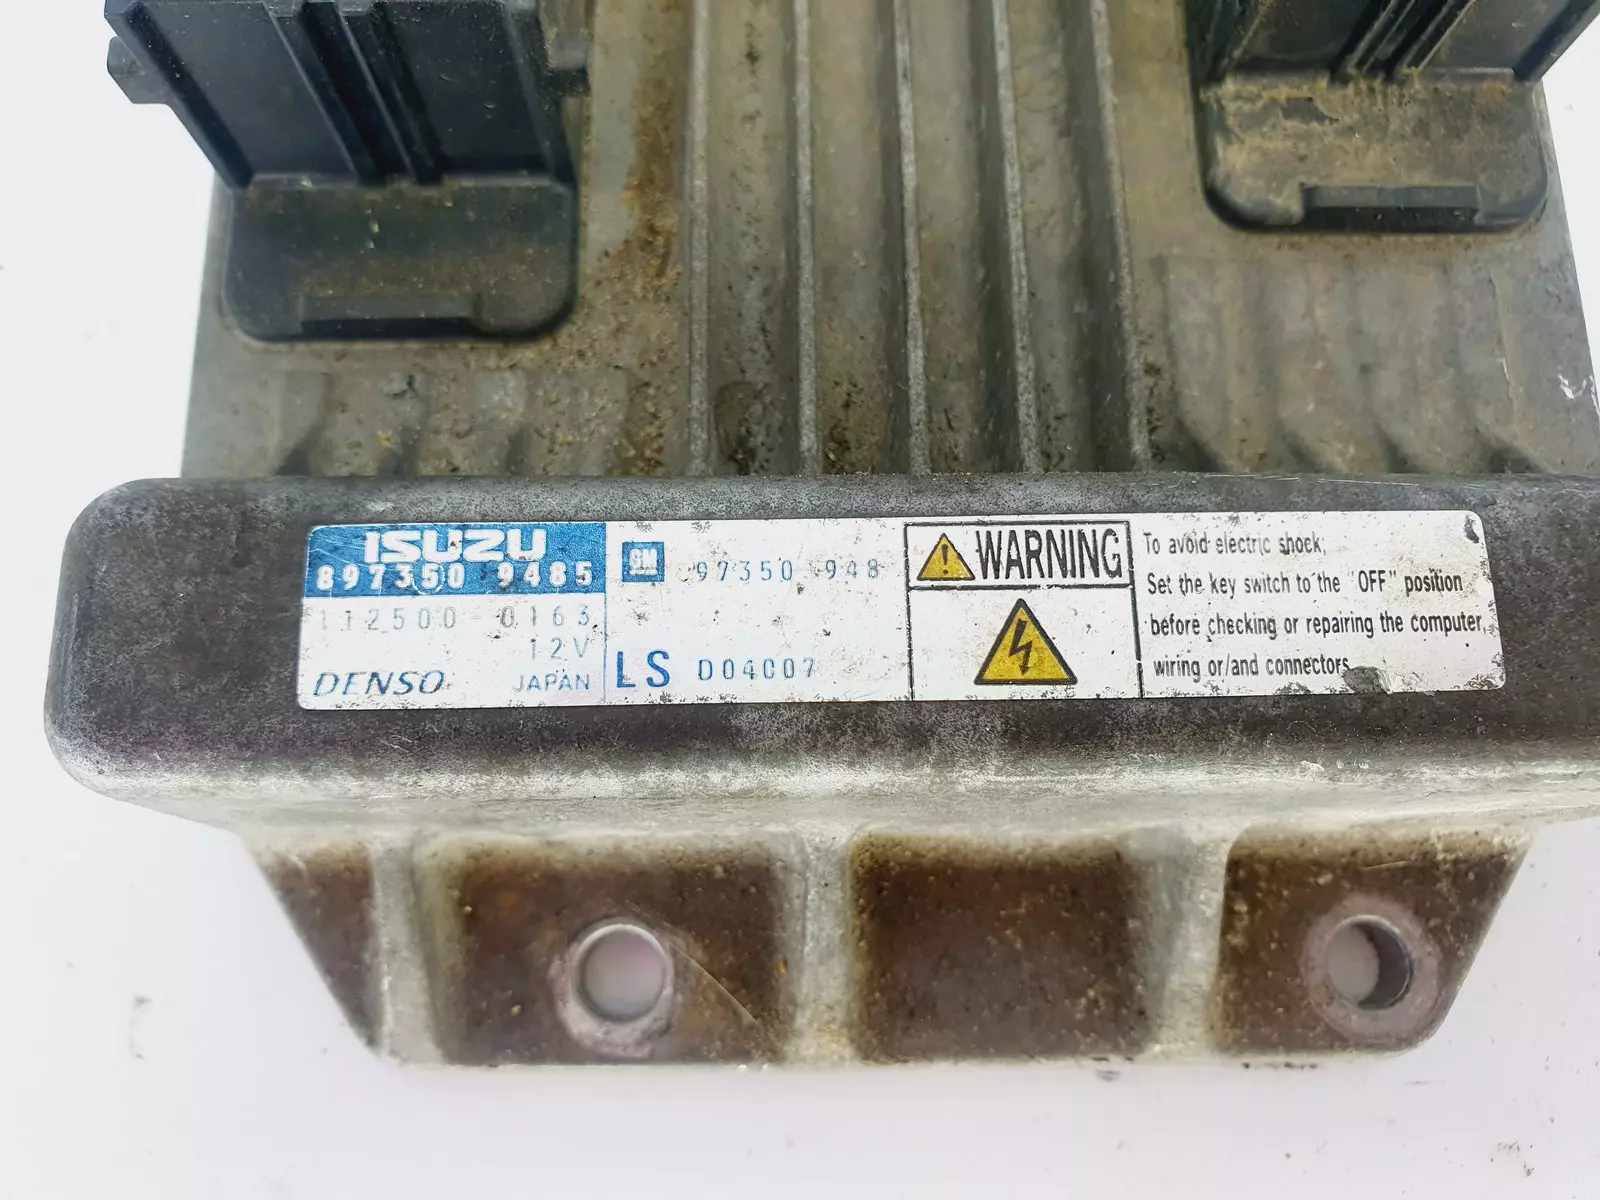 ISUZU
897350 9485
112500-0163
12V
DENSO JAPAN
GM 97350 948
LS D04007
WARNING
To avoid electric shock;
Set the key switch to the "OFF" position
before checking or repairing the computer,
wiring or/and connectors.